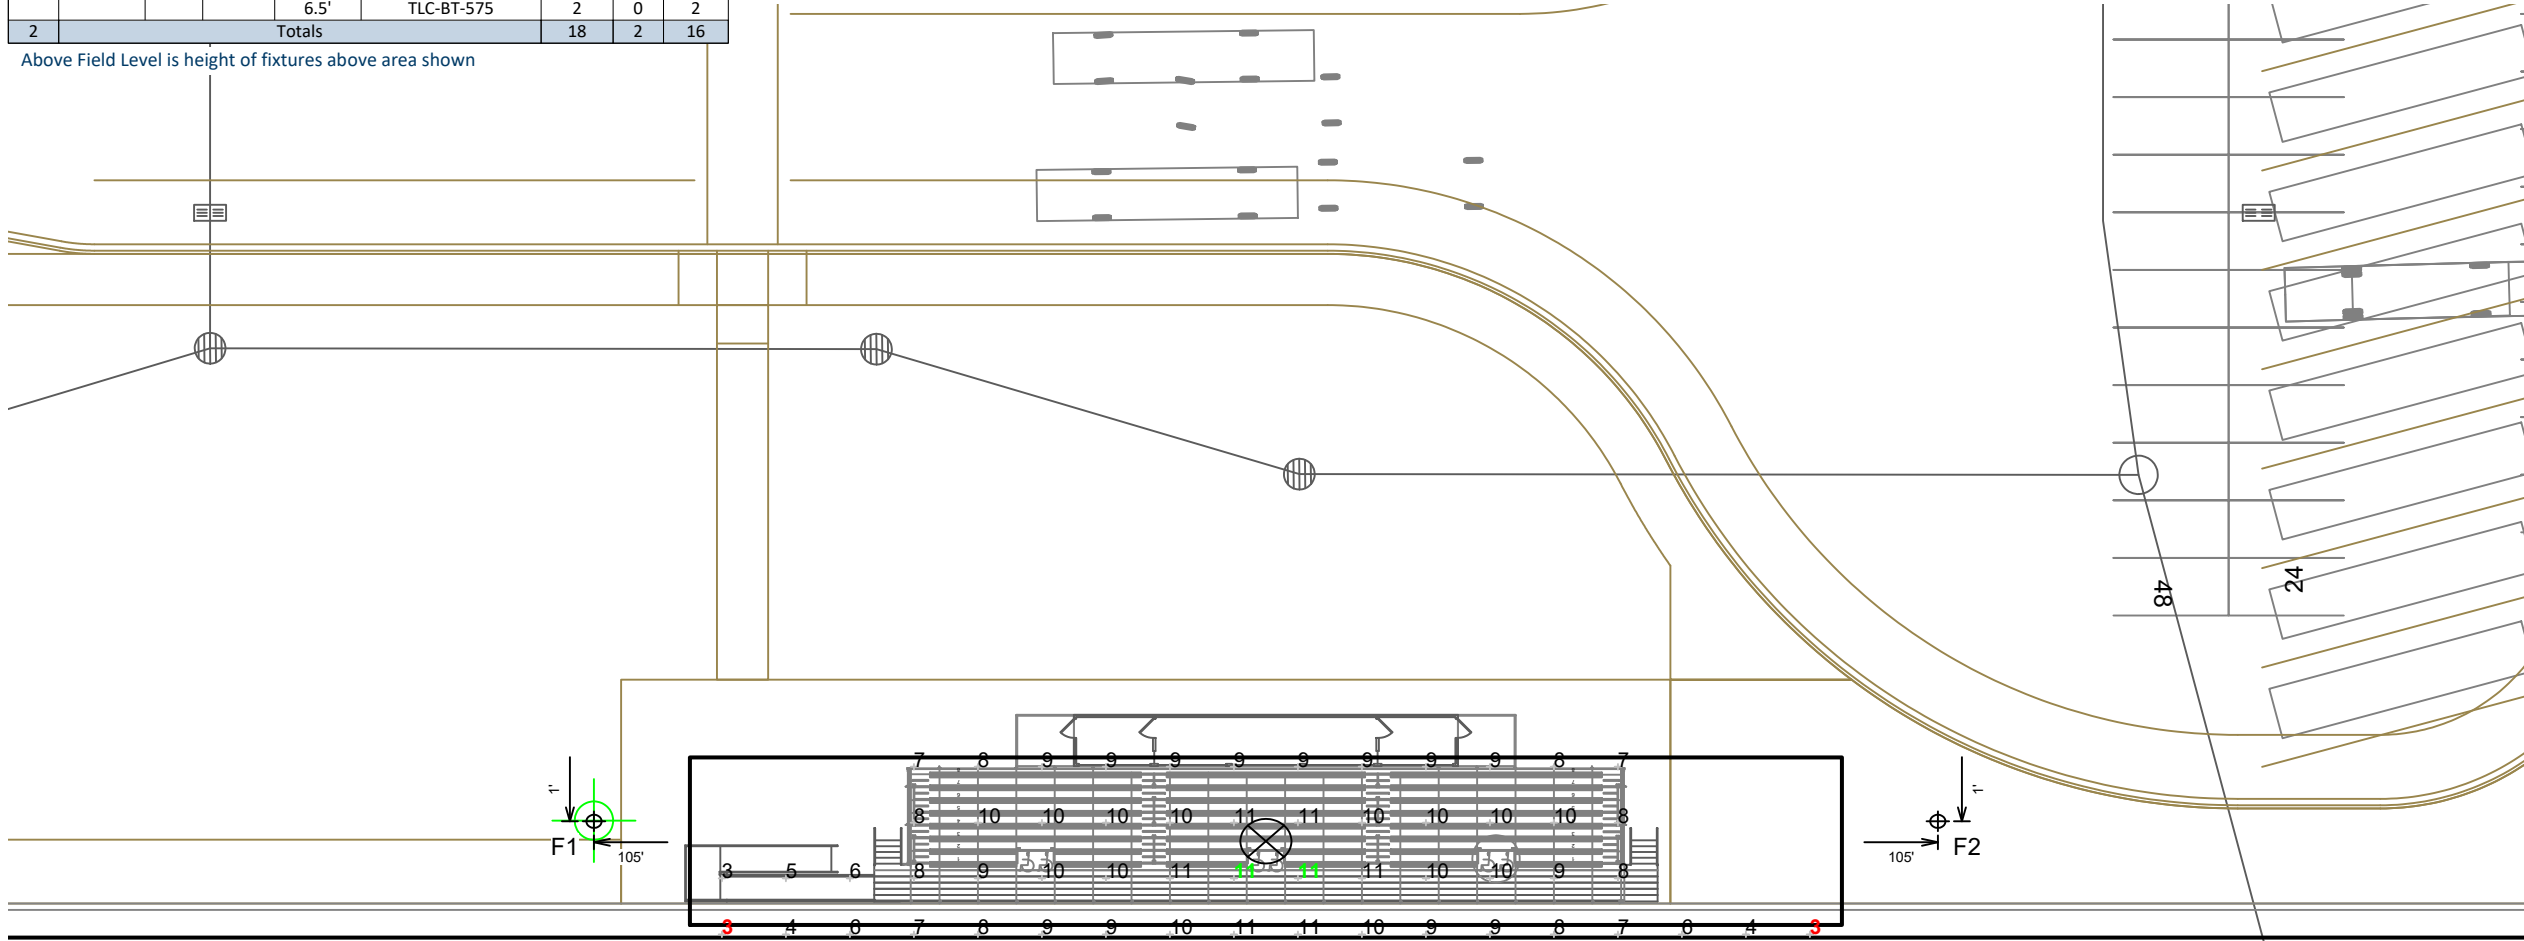 6.5' TLC-BT-575 2 0 2
2 Totals 18 2 16
Above Field Level is height of fixtures above area shown
48
24
7 8 9 9 9 9 9 9 9 9 8 7
1'
1'
8 10 10 10 10 11 11 10 10 10 10 8
F1
105'
105'
F2
3 5 6 8 9 10 10 11 11 11 11 10 10 9 8
3 4 6 7 8 9 9 10 11 11 10 9 9 8 7 6 4 3